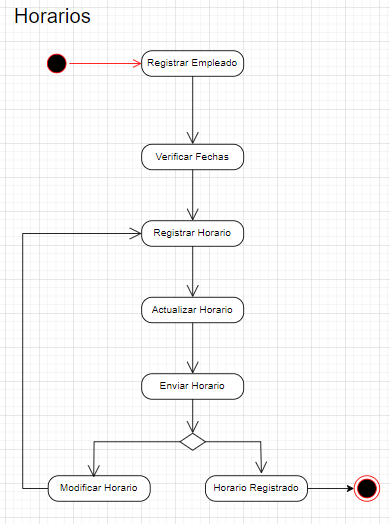 Horarios
Registrar Empleado
Verificar Fechas
Registrar Horario
Actualizar Horario
Enviar Horario
Modificar Horario
Horario Registrado